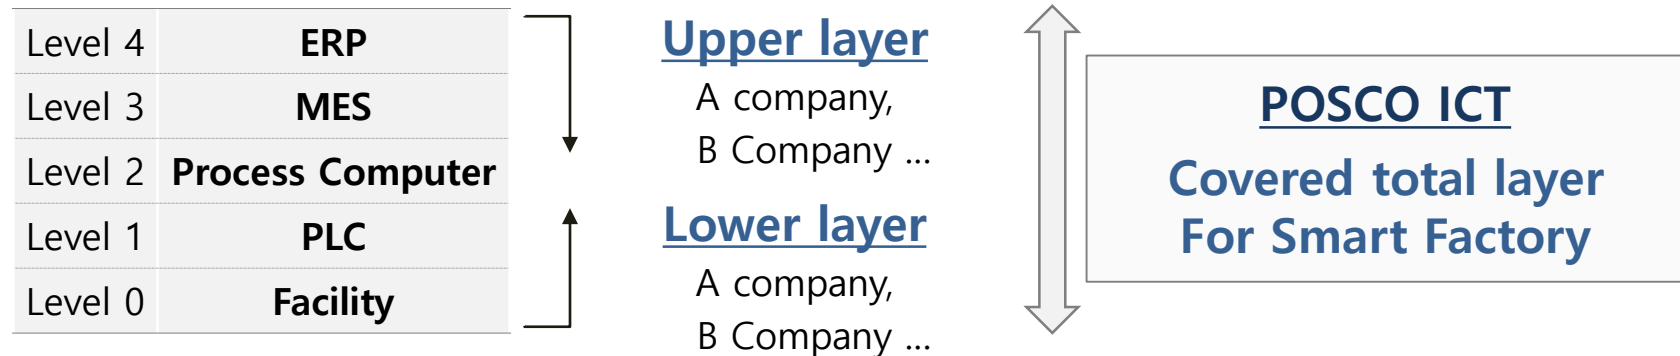 Level 4 ERP
Level 3 MES
Level 2 Process Computer
Level 1 PLC
Level 0 Facility
Upper layer
A company,
B Company ...
Lower layer
A company,
B Company ...
POSCO ICT
Covered total layer
For Smart Factory